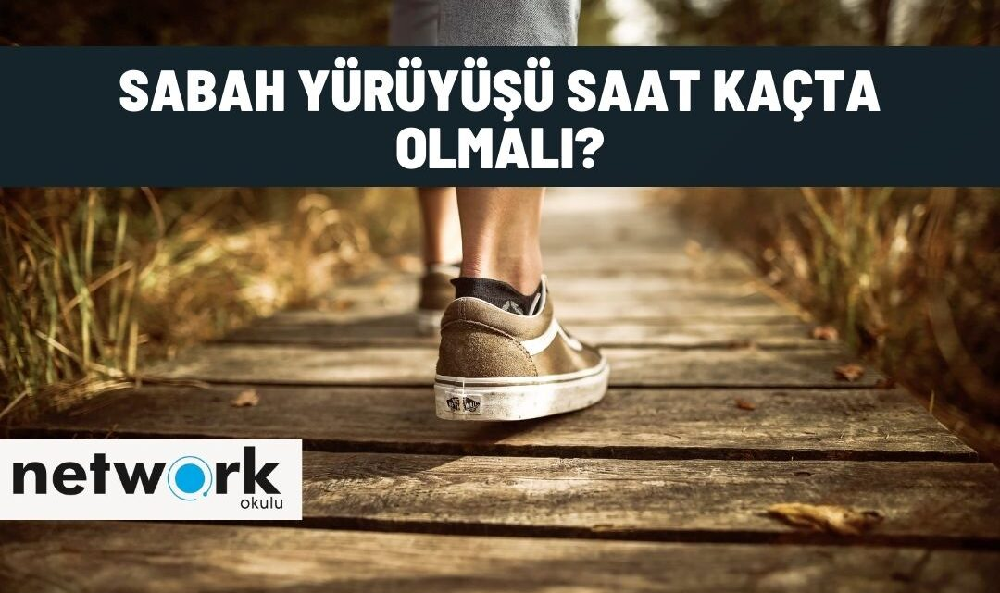 SABAH YÜRÜYÜŞÜ SAAT KAÇTA
OLMALI?
network
okulu